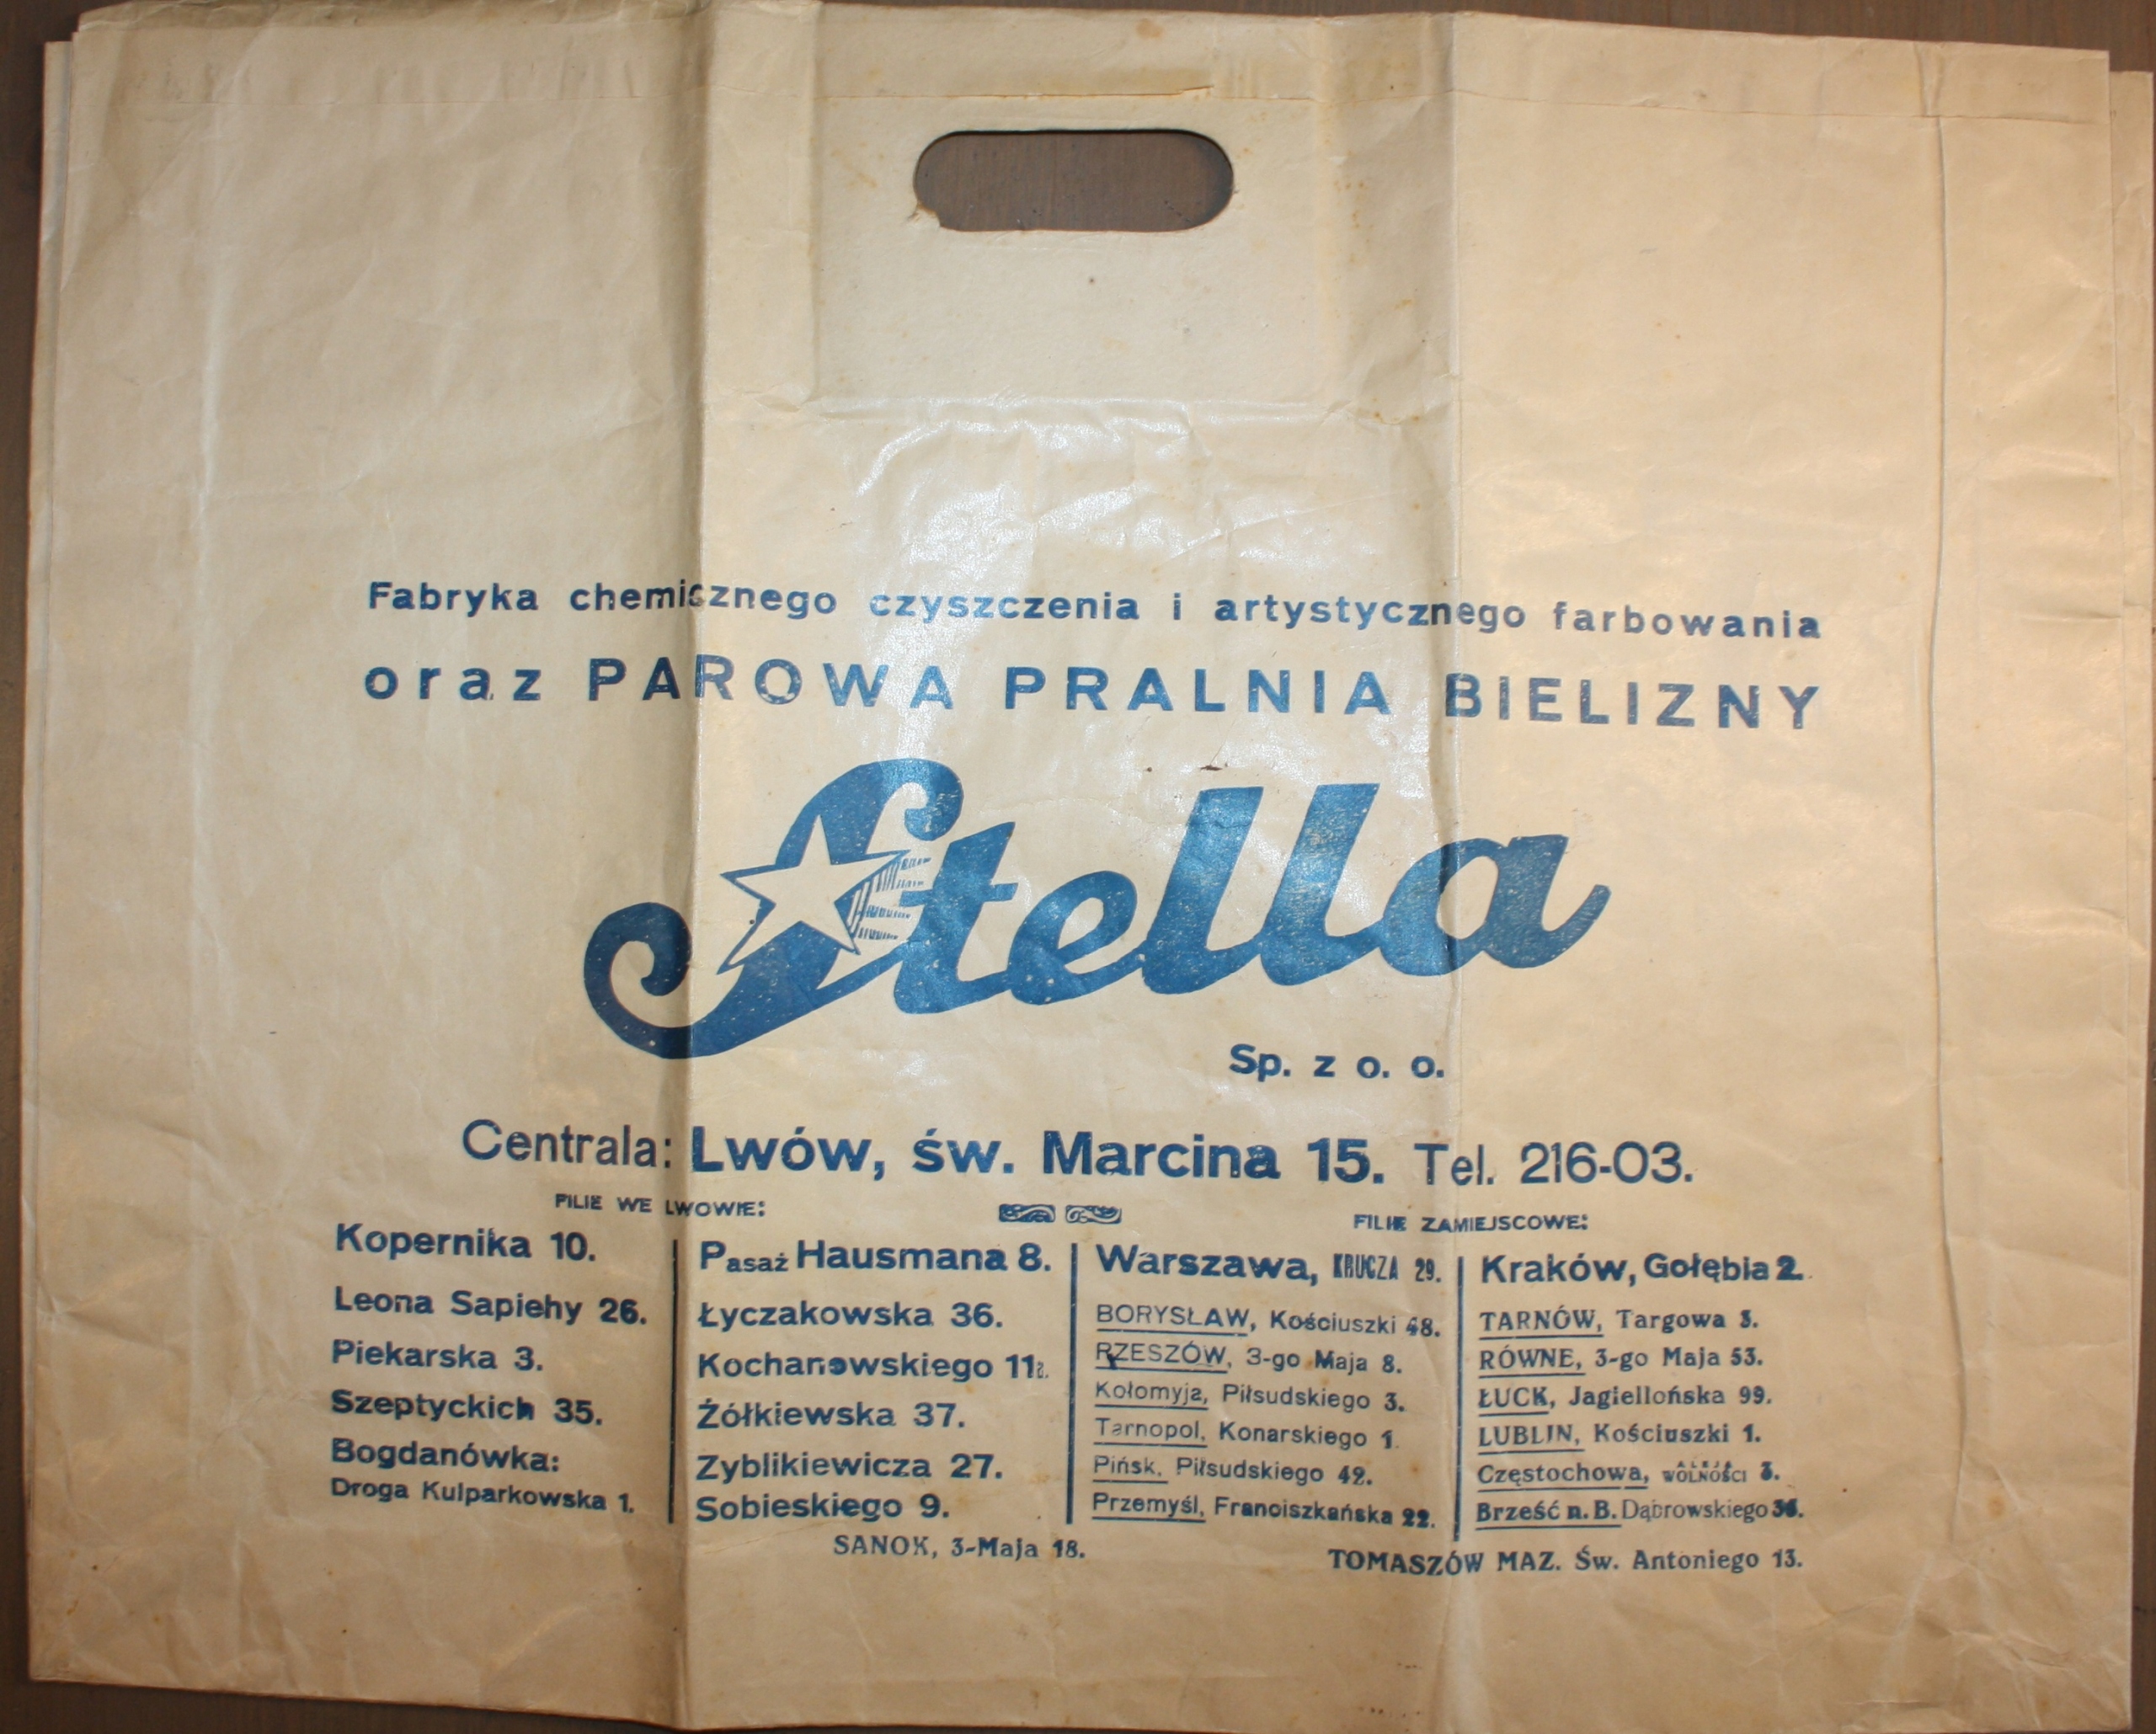 Fabryka chemicznego czyszczenia i artystycznego farbowania
oraz PAROWA PRALNIA BIELIZNY
Stella
Sp. z o. o.
Centrala: Lwów, św. Marcina 15. Tel. 216-03.
FILIE WE LWOWIE:
Kopernika 10.
Leona Sapiehy 26.
Piekarska 3.
Szeptyckich 35.
Bogdanówka:
Droga Kulparkowska 1.
Pasaż Hausmana 8.
Łyczakowska 36.
Kochanowskiego
Żółkiewska 37.
Zyblikiewicza 27.
Sobieskiego 9.
SANOK, 3-Maja 18.
FILIE ZAMIEJSCOWE:
Warszawa, KRUCZA 29.
BORYSŁAW, Kościuszki 48.
RZESZÓW, 3-go Maja 8.
Kołomyja, Piłsudskiego 3.
Tarnopol, Konarskiego 1.
Pińsk, Piłsudskiego 42.
Przemyśl, Franciszkańska 22.
Kraków, Gołębia 2.
TARNÓW, Targowa 3.
RÓWNE, 3-go Maja 53.
ŁUCK, Jagiellońska 99.
LUBLIN, Kościuszki 1.
Częstochowa, WOLNOŚCI 3.
Brześć n. B. Dąbrowskiego
TOMASZÓW MAZ. Św. Antoniego 13.